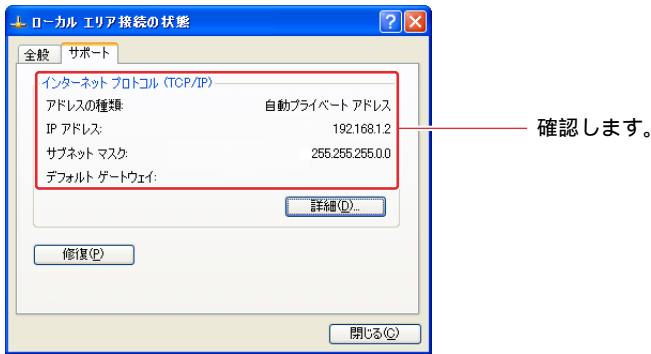 ローカル エリア接続の状態
全般
サポート
インターネット プロトコル (TCP/IP)
アドレスの種類:
自動プライベート アドレス
IP アドレス:
192.168.1.2
サブネット マスク:
255.255.255.0.0
デフォルト ゲートウェイ:
確認します。
詳細(D)...
修復(P)
閉じる(C)